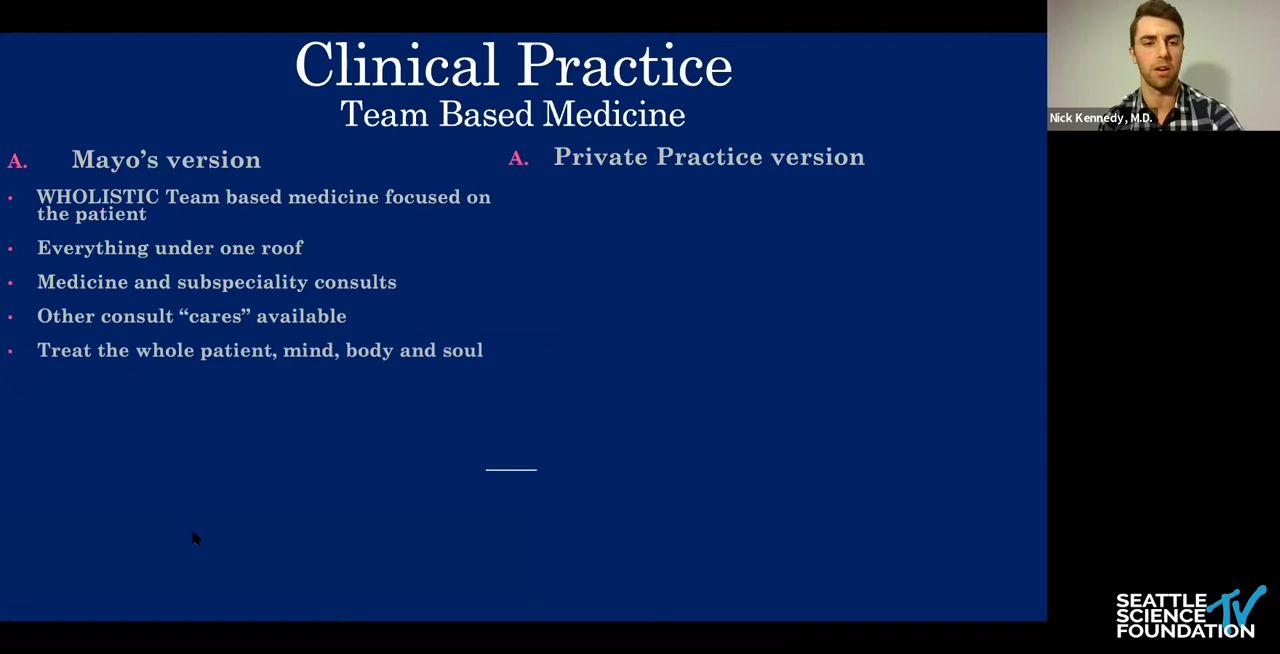 Clinical Practice
Team Based Medicine
A. Mayo's version
• WHOLISTIC Team based medicine focused on
the patient
• Everything under one roof
• Medicine and subspeciality consults
• Other consult “cares” available
• Treat the whole patient, mind, body and soul
A. Private Practice version
Nick Kennedy, M.D.
SEATTLE
SCIENCE
FOUNDATION
TV